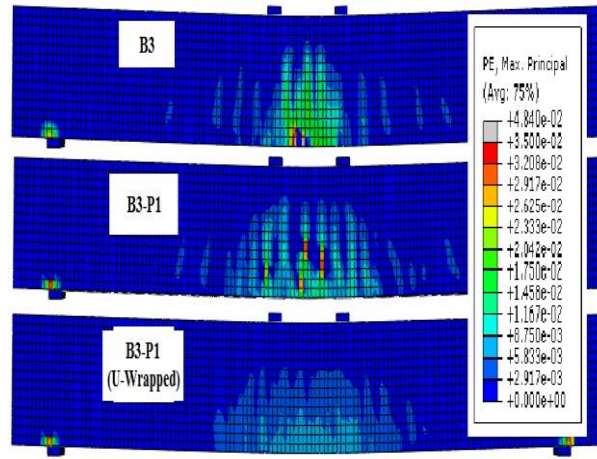 B3
B3-P1
B3-P1
(U-Wrapped)
PE, Max. Principal
(Avg: 75%)
+4.840e-02
+3.500e-02
+3.208e-02
+2.917e-02
+2.625e-02
+2.333e-02
+2.042e-02
+1.750e-02
+1.458e-02
+1.167e-02
+8.750e-03
+5.833e-03
+2.917e-03
+0.000e+00